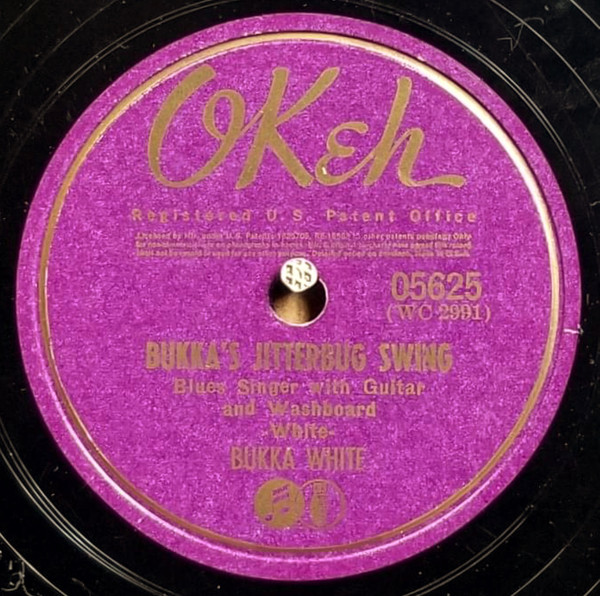 OKeh
Registered U.S. Patent Office
05625
(WC 2991)
BUKKA'S JITTERBUG SWING
Blues Singer with Guitar
and Washboard
-White-
BUKKA WHITE